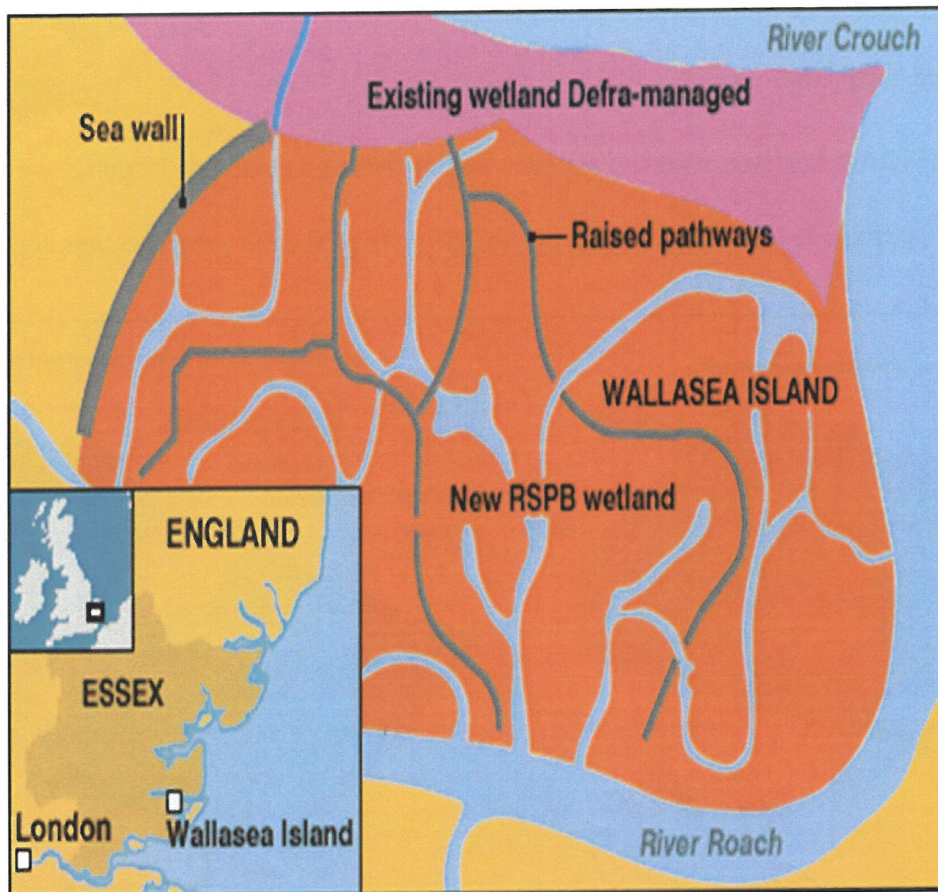 River Crouch
Existing wetland Defra-managed
Sea wall
Raised pathways
WALLASEA ISLAND
New RSPB wetland
ENGLAND
ESSEX
London
Wallasea Island
River Roach